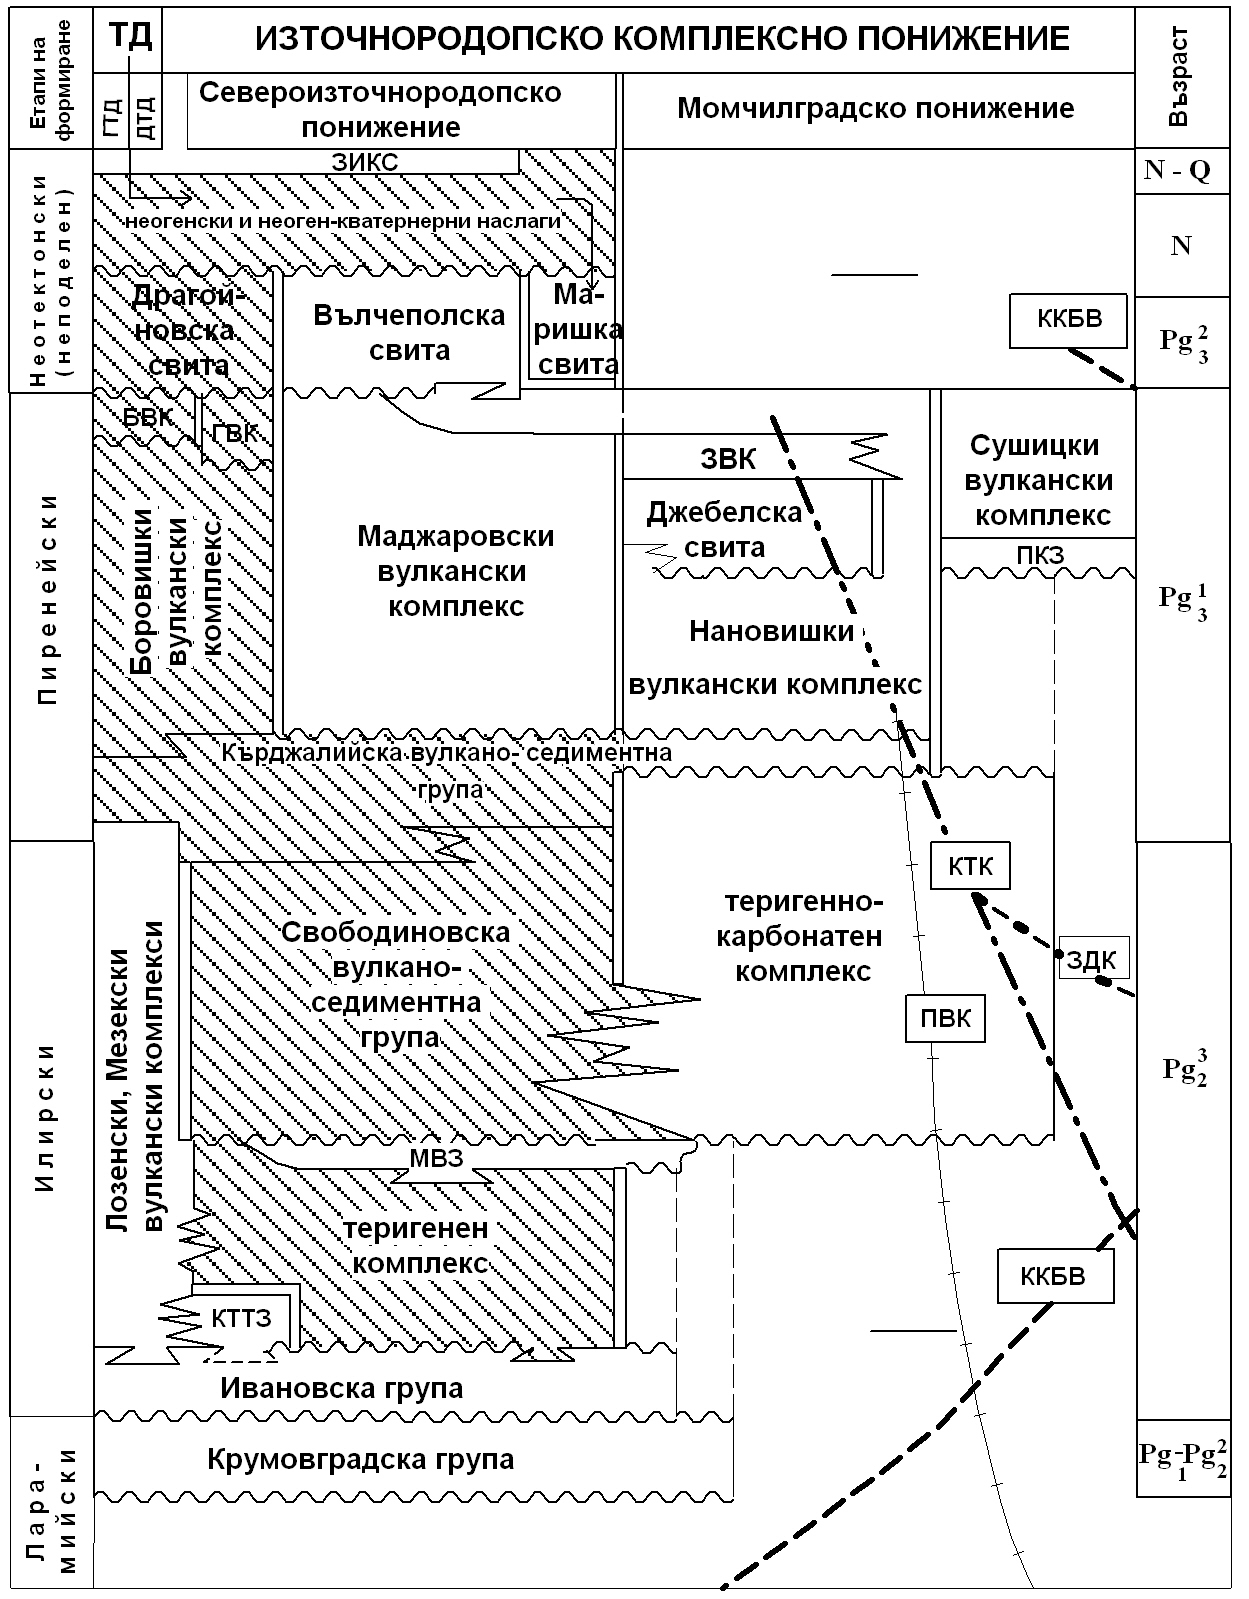 Етапи на
формиране
ТД
ИЗТОЧНОРОДОПСКО КОМПЛЕКСНО ПОНИЖЕНИЕ
Възраст
ГТД
ДТД
Североизточнородопско
понижение
Момчилградско понижение
Неотектонски
(неподелен)
ЗИКС
N - Q
неогенски и неоген-кватернерни наслаги
N
Драгой-
новска
свита
Вълчеполска
свита
Ма-
ришка
свита
ККБВ
Pg 2 3
Пиренейски
БВК
ГВК
ЗВК
Сушицки
вулкански
комплекс
Джебелска
свита
Боровишки
вулкански
комплекс
Маджаровски
вулкански
комплекс
ПКЗ
Pg 1 3
Нановишки
вулкански комплекс
Кърджалийска вулкано- седиментна
група
Илирски
КТК
Лозенски, Мезекски
вулкански комплекси
Свободиновска
вулкано-
седиментна
група
теригенно-
карбонатен
комплекс
ЗДК
ПВК
Pg 3 2
МВЗ
теригенен
комплекс
ККБВ
КТТЗ
Ивановска група
Лара-
мийски
Крумовградска група
Pg 1 - Pg 2 2